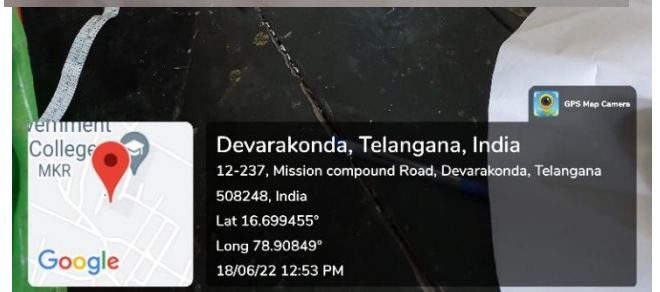 GPS Map Camera
College
MKR
Google
Devarakonda, Telangana, India
12-237, Mission compound Road, Devarakonda, Telangana
508248, India
Lat 16.699455°
Long 78.90849°
18/06/22 12:53 PM